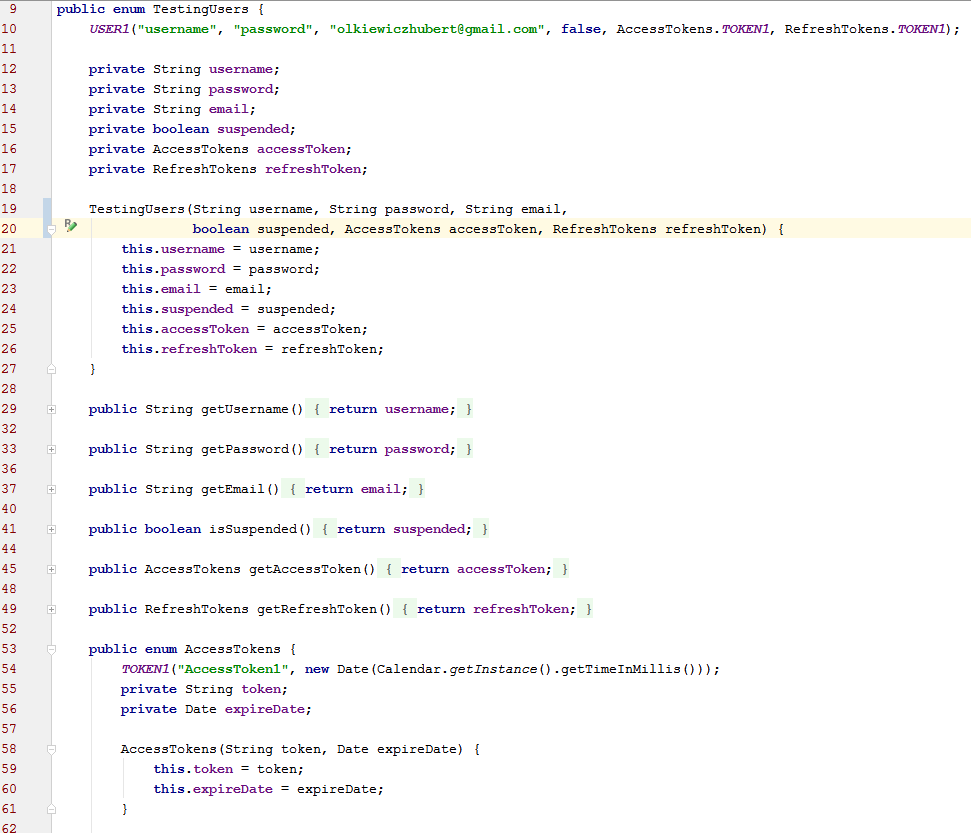 9 public enum TestingUsers {
10 USER1("username", "password", "olkiewiczhubert@gmail.com", false, AccessTokens.TOKEN1, RefreshTokens.TOKEN1);
11
12 private String username;
13 private String password;
14 private String email;
15 private boolean suspended;
16 private AccessTokens accessToken;
17 private RefreshTokens refreshToken;
18
19 TestingUsers(String username, String password, String email,
20 boolean suspended, AccessTokens accessToken, RefreshTokens refreshToken) {
21 this.username = username;
22 this.password = password;
23 this.email = email;
24 this.suspended = suspended;
25 this.accessToken = accessToken;
26 this.refreshToken = refreshToken;
27 }
28
29 public String getUsername() { return username; }
32
33 public String getPassword() { return password; }
36
37 public String getEmail() { return email; }
40
41 public boolean isSuspended() { return suspended; }
44
45 public AccessTokens getAccessToken() { return accessToken; }
48
49 public RefreshTokens getRefreshToken() { return refreshToken; }
52
53 public enum AccessTokens {
54 TOKEN1("AccessToken1", new Date(Calendar.getInstance().getTimeInMillis()));
55 private String token;
56 private Date expireDate;
57
58 AccessTokens(String token, Date expireDate) {
59 this.token = token;
60 this.expireDate = expireDate;
61 }
62